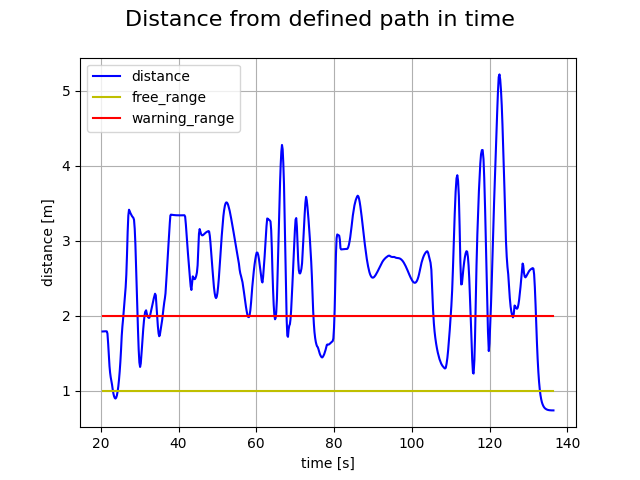 Distance from defined path in time
distance
free_range
warning_range
distance [m]
5
4
3
2
1
20 40 60 80 100 120 140
time [s]